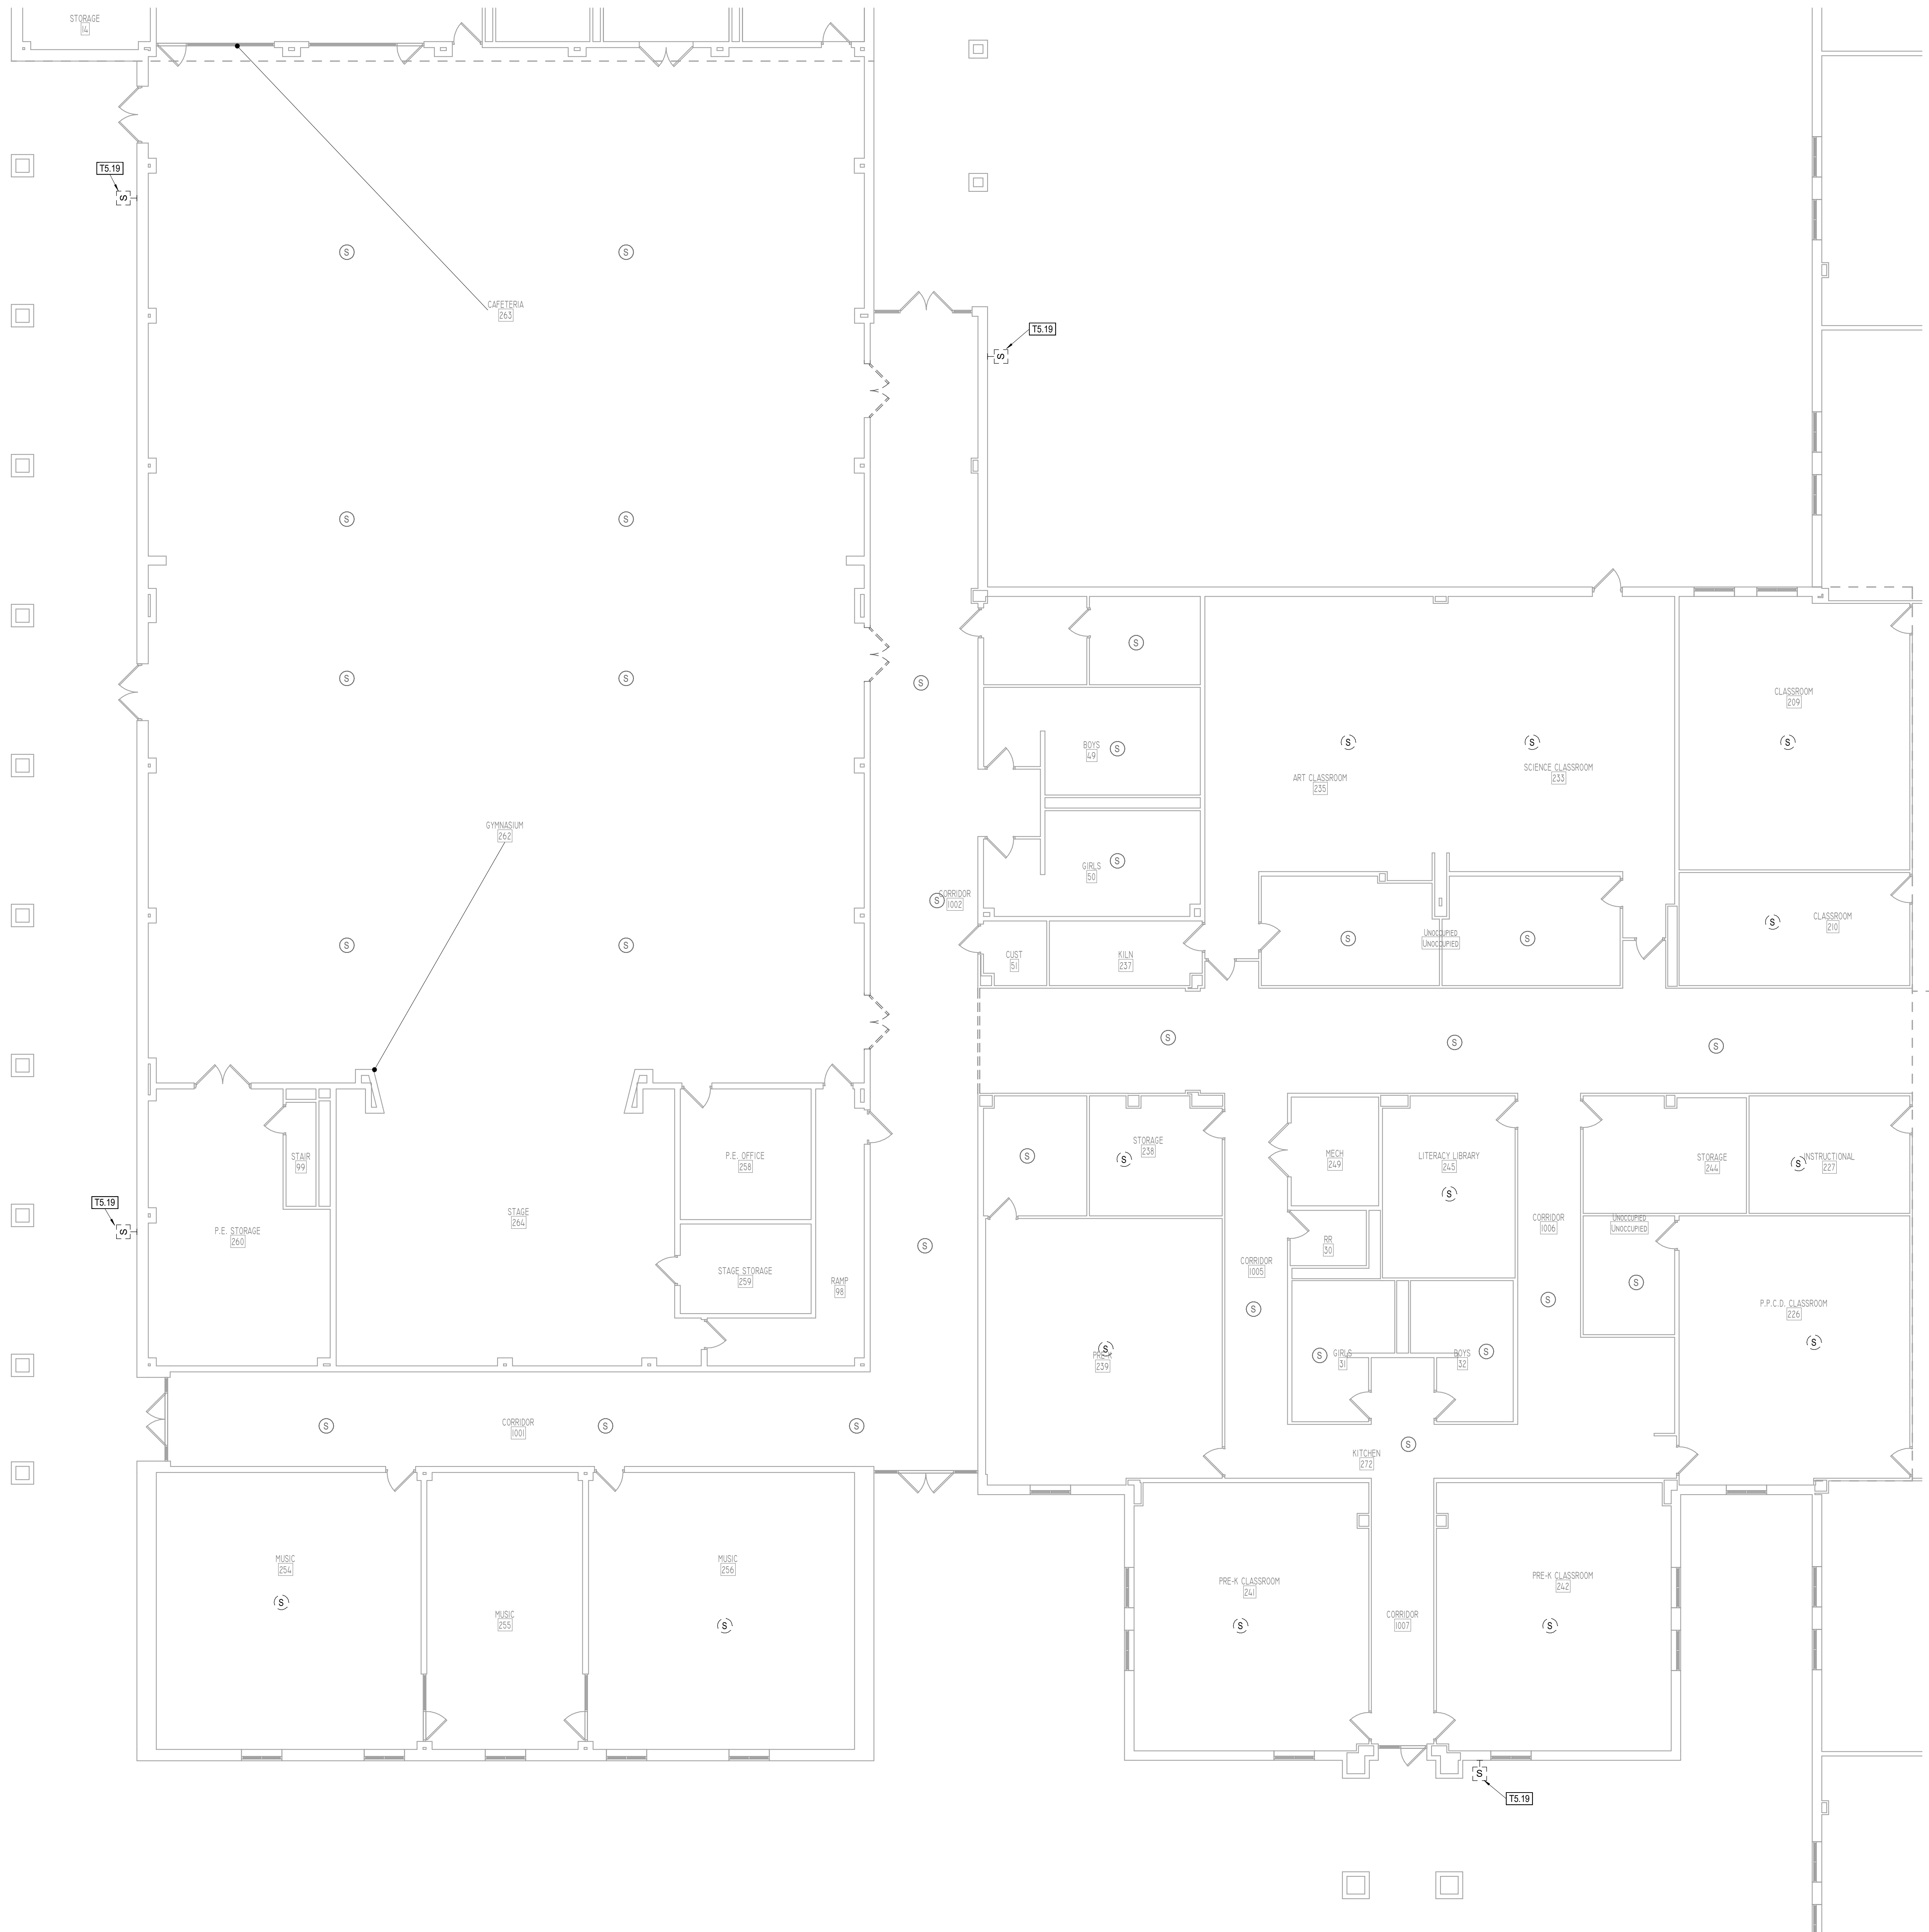 STORAGE
14
T5.19
S
S
S
CAFETERIA
263
T5.19
S
S
S
S
S
S
S
CLASSROOM
209
BOYS
49
S
S
S
S
ART CLASSROOM
235
SCIENCE CLASSROOM
233
GYMNASIUM
262
GIRLS
50
S
CORRIDOR
1002
S
CLASSROOM
210
S
UNOCCUPIED
UNOCCUPIED
S
S
S
S
CUST
51
KILN
237
S
S
S
STORAGE
238
S
S
P.E. OFFICE
258
STAIR
99
MECH
249
LITERACY LIBRARY
245
S
STORAGE
244
INSTRUCTIONAL
227
S
T5.19
S
P.E. STORAGE
260
STAGE
264
S
CORRIDOR
1005
RR
30
CORRIDOR
1006
UNOCCUPIED
UNOCCUPIED
STAGE STORAGE
259
RAMP
98
S
S
S
P.P.C.D. CLASSROOM
226
S
S
PRE-K
239
S
GIRLS
31
BOYS
32
S
CORRIDOR
1001
S
S
S
KITCHEN
272
S
MUSIC
254
MUSIC
256
PRE-K CLASSROOM
241
PRE-K CLASSROOM
242
S
MUSIC
255
S
S
CORRIDOR
1007
S
S
T5.19